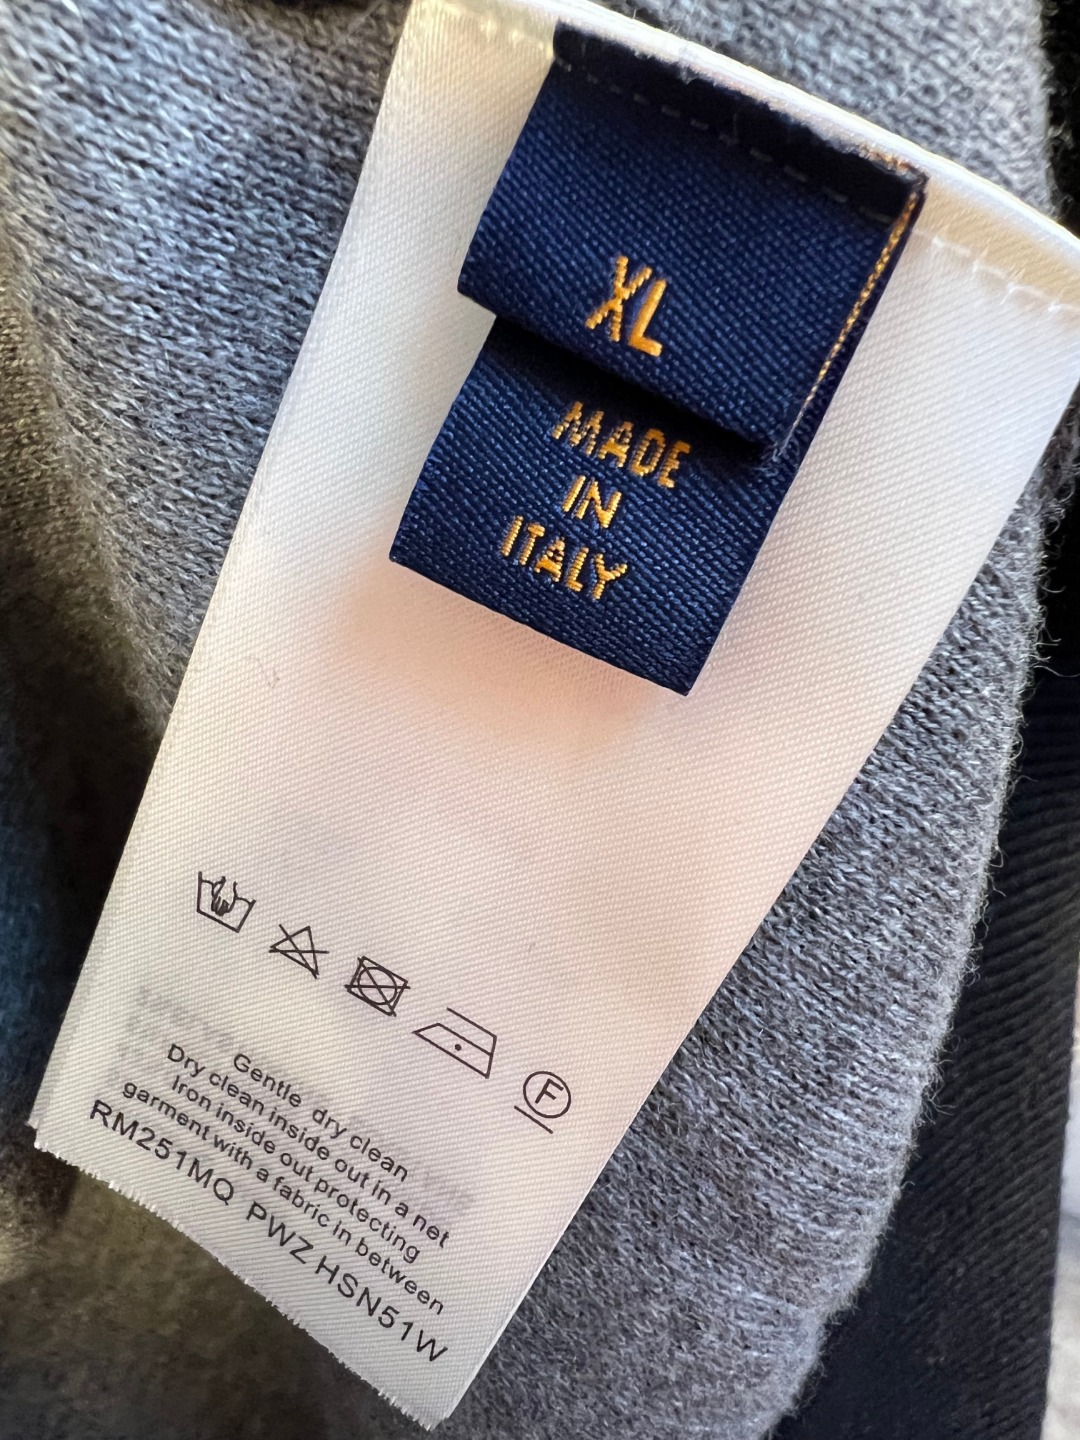 XL
MADE
IN
ITALY
F
Gentle dry clean
Dry clean inside out in a net
Iron inside out protecting
garment with a fabric in between
RM251MQ PWZ HSN51W